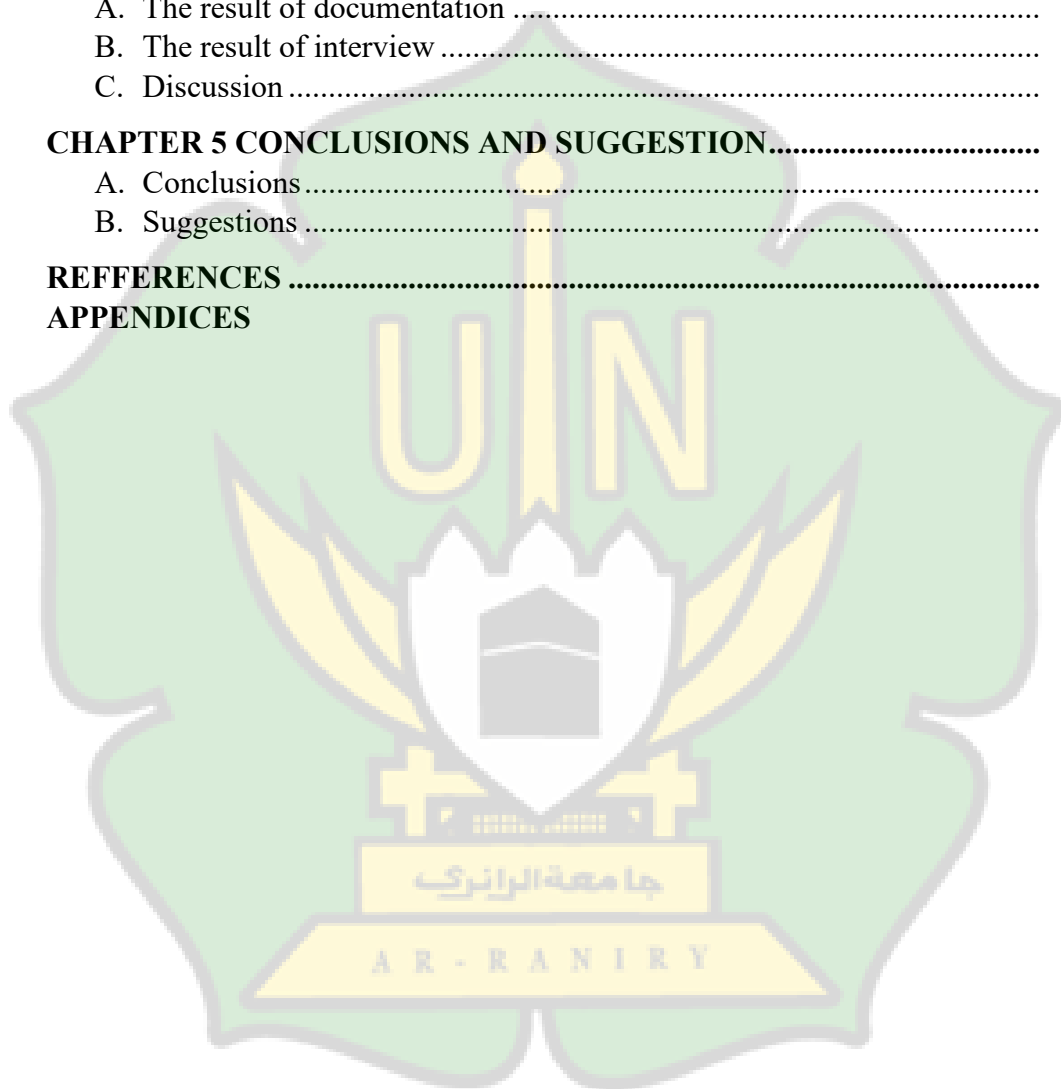 A. The result of documentation ....................................................................
B. The result of interview .............................................................................
C. Discussion ................................................................................................
CHAPTER 5 CONCLUSIONS AND SUGGESTION..................................
A. Conclusions..............................................................................................
B. Suggestions ..............................................................................................
REFFERENCES ..............................................................................................
APPENDICES
UIN
جامعة الرانري
AR-RANIRY